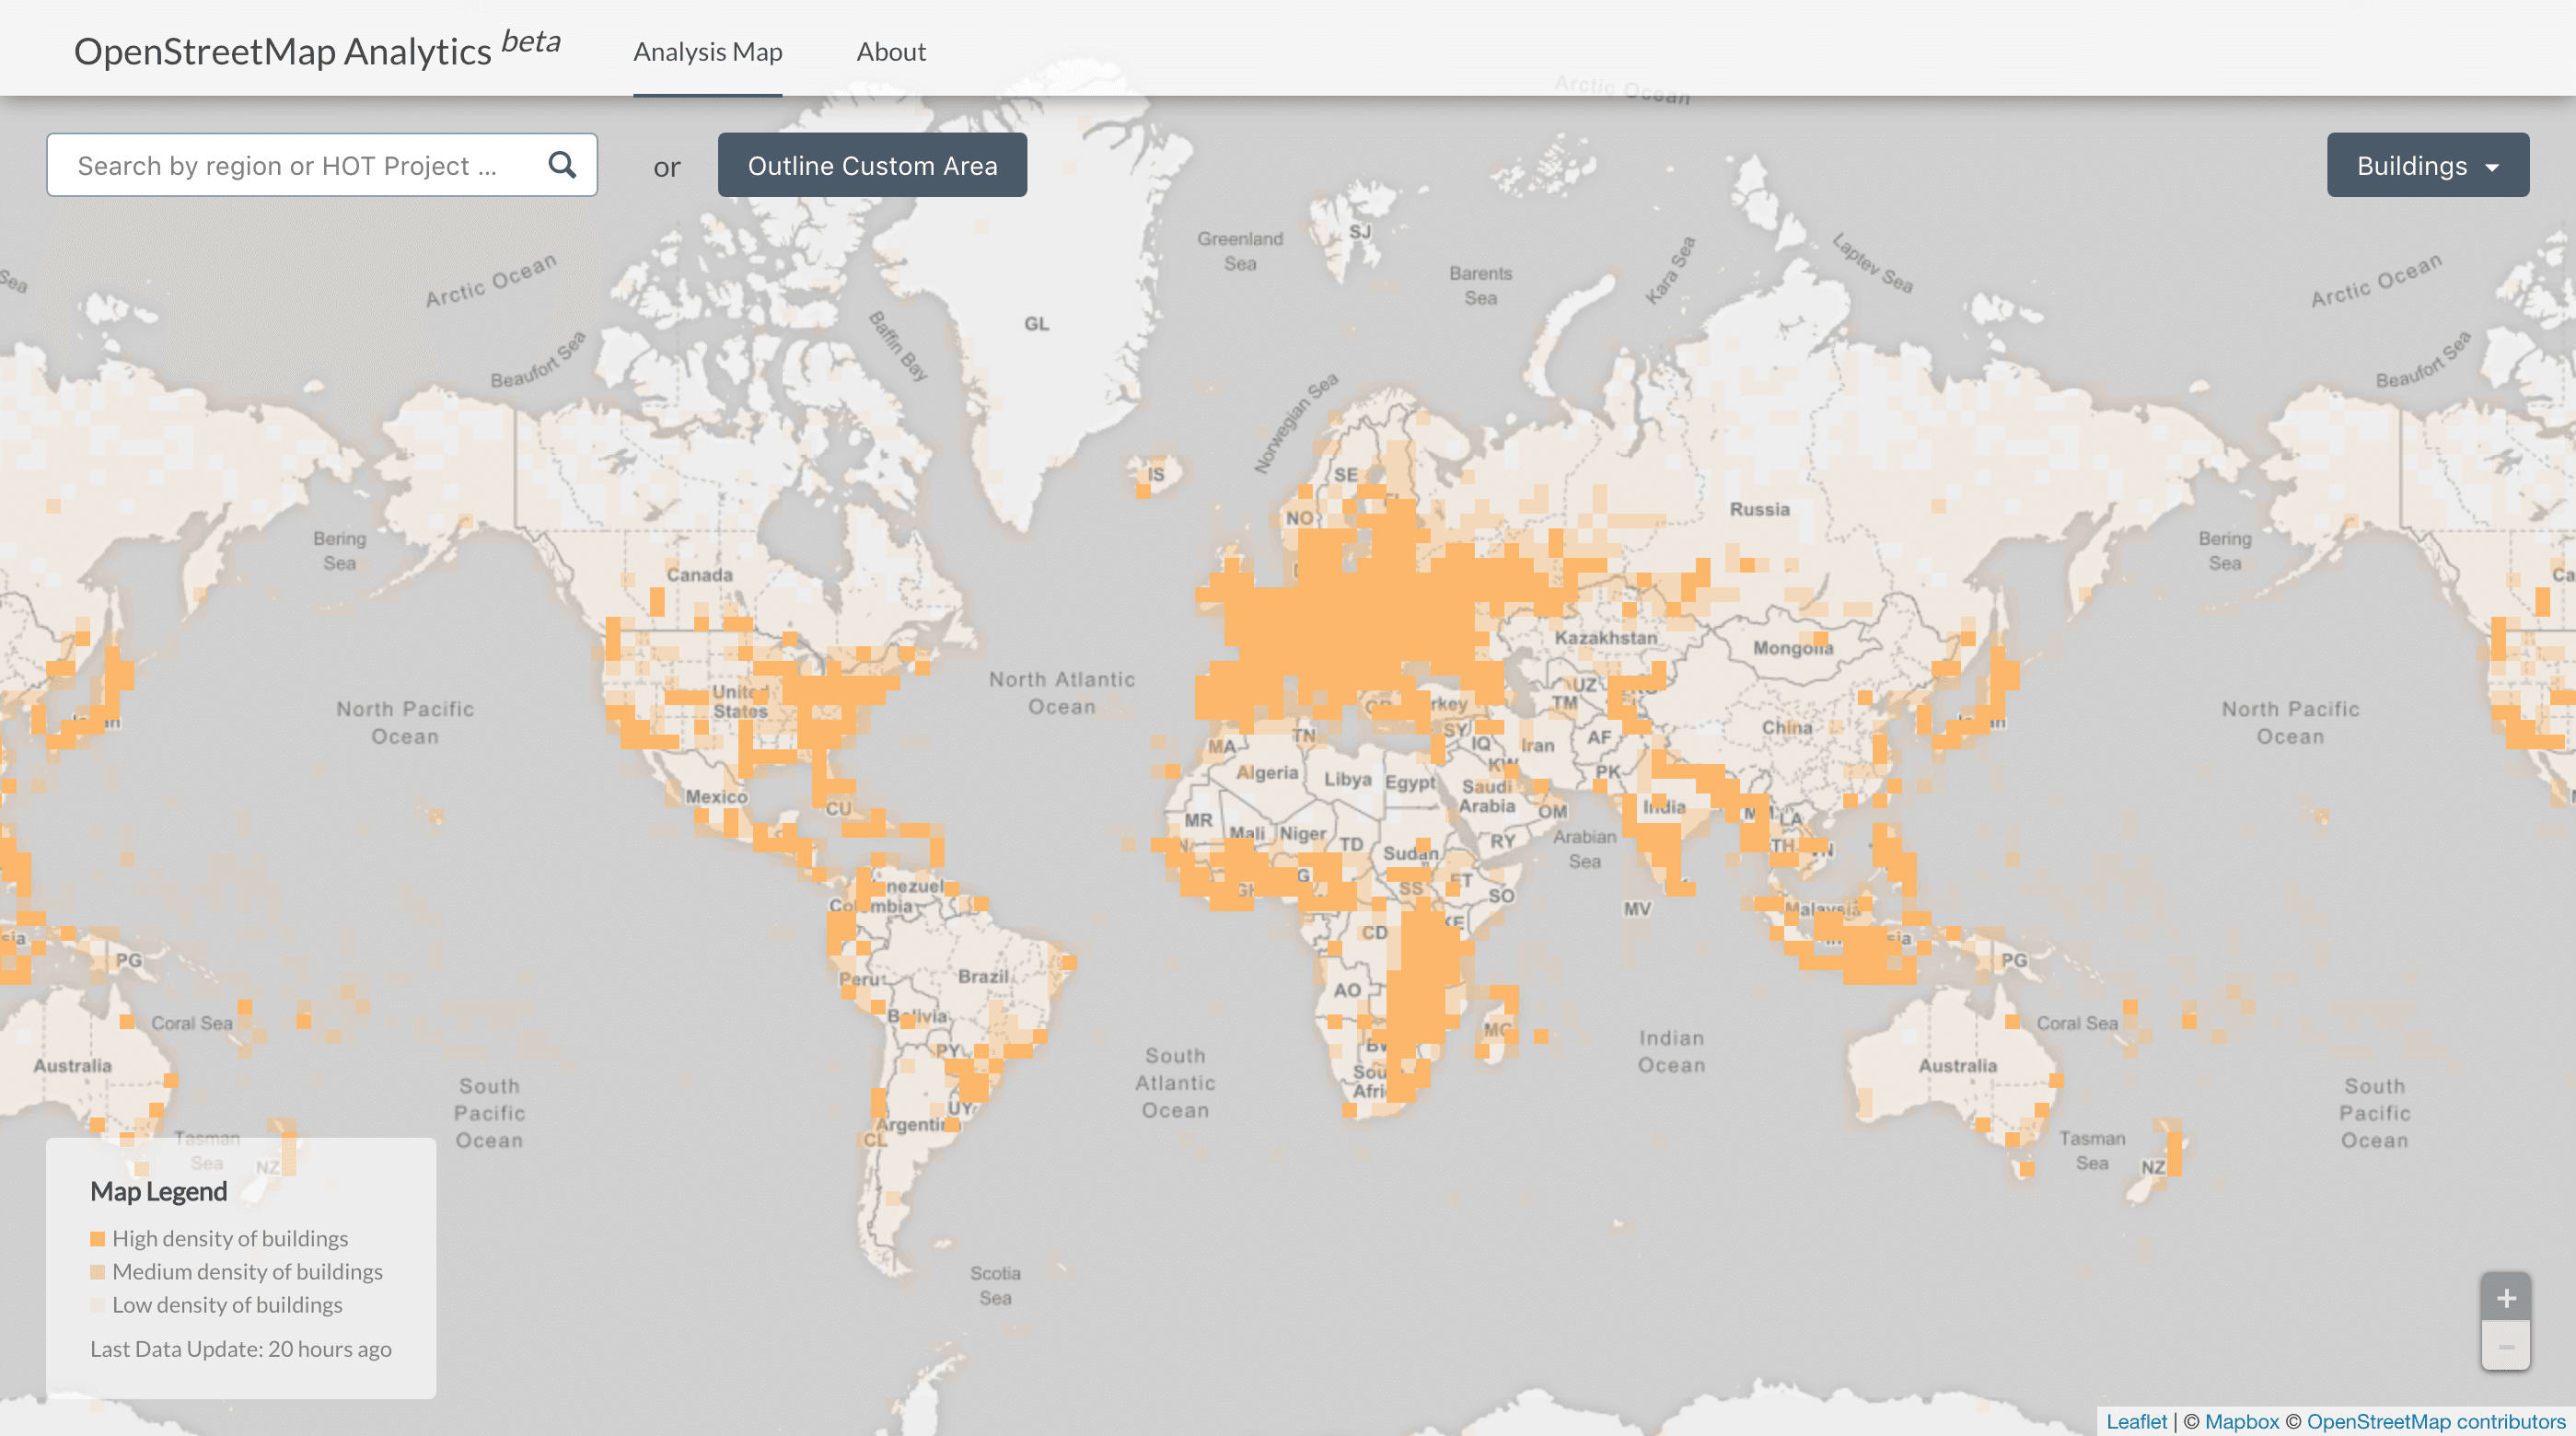 OpenStreetMap Analytics beta
Analysis Map
About
Search by region or HOT Project ...
or
Outline Custom Area
Buildings
Arctic Ocean
Sea
Arctic Ocean
Beaufort Sea
Baffin Bay
GL
Greenland
Sea
SJ
Barents
Sea
Kara Sea
Laptev Sea
Arctic Ocean
Beaufort Sea
Norwegian Sea
IS
SE
NO
Russia
Bering
Sea
Canada
Bering
Sea
Ca
Kazakhstan
Mongolia
North Pacific
Ocean
United
States
North Atlantic
Ocean
UZ
TM
China
North Pacific
Ocean
MA
TN
SY
IQ
Iran
AF
Algeria
Libya
Egypt
KW
PK
Mexico
CU
Saudi
Arabia
OM
India
LA
MR
Mali
Niger
TD
Sudan
RY
Arabian
Sea
TH
SS
ET
SO
Colombia
MV
Malaysia
KE
CD
PG
Peru
Brazil
AO
PG
Coral Sea
Bolivia
Coral Sea
Australia
PY
South
Atlantic
Ocean
Indian
Ocean
Australia
South
Pacific
Ocean
UY
Argentina
CL
South
Pacific
Ocean
Tasman
Sea
NZ
Tasman
Sea
NZ
Scotia
Sea
Map Legend
High density of buildings
Medium density of buildings
Low density of buildings
Last Data Update: 20 hours ago
+
−
Leaflet | © Mapbox © OpenStreetMap contributors